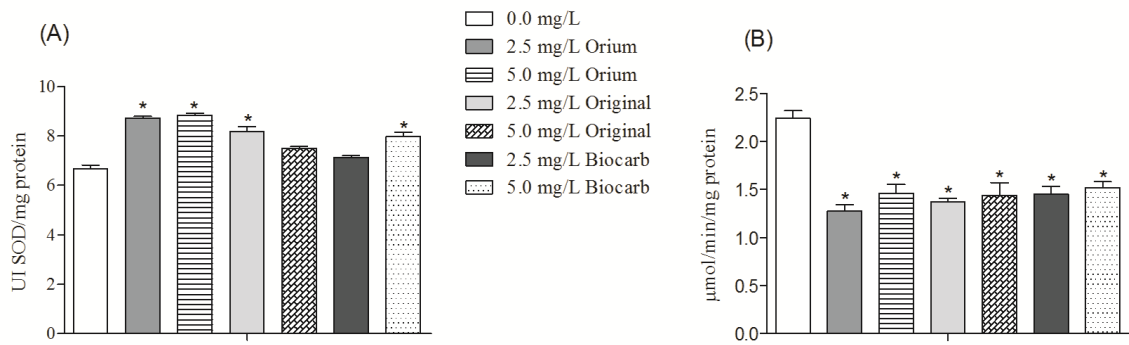 (A)
UI SOD/mg protein
10
8
6
4
2
0
*
*
*
*
0.0 mg/L
2.5 mg/L Orium
5.0 mg/L Orium
2.5 mg/L Original
5.0 mg/L Original
2.5 mg/L Biocarb
5.0 mg/L Biocarb
(B)
μmol/min/mg protein
2.5
2.0
1.5
1.0
0.5
0.0
*
*
*
*
*
*